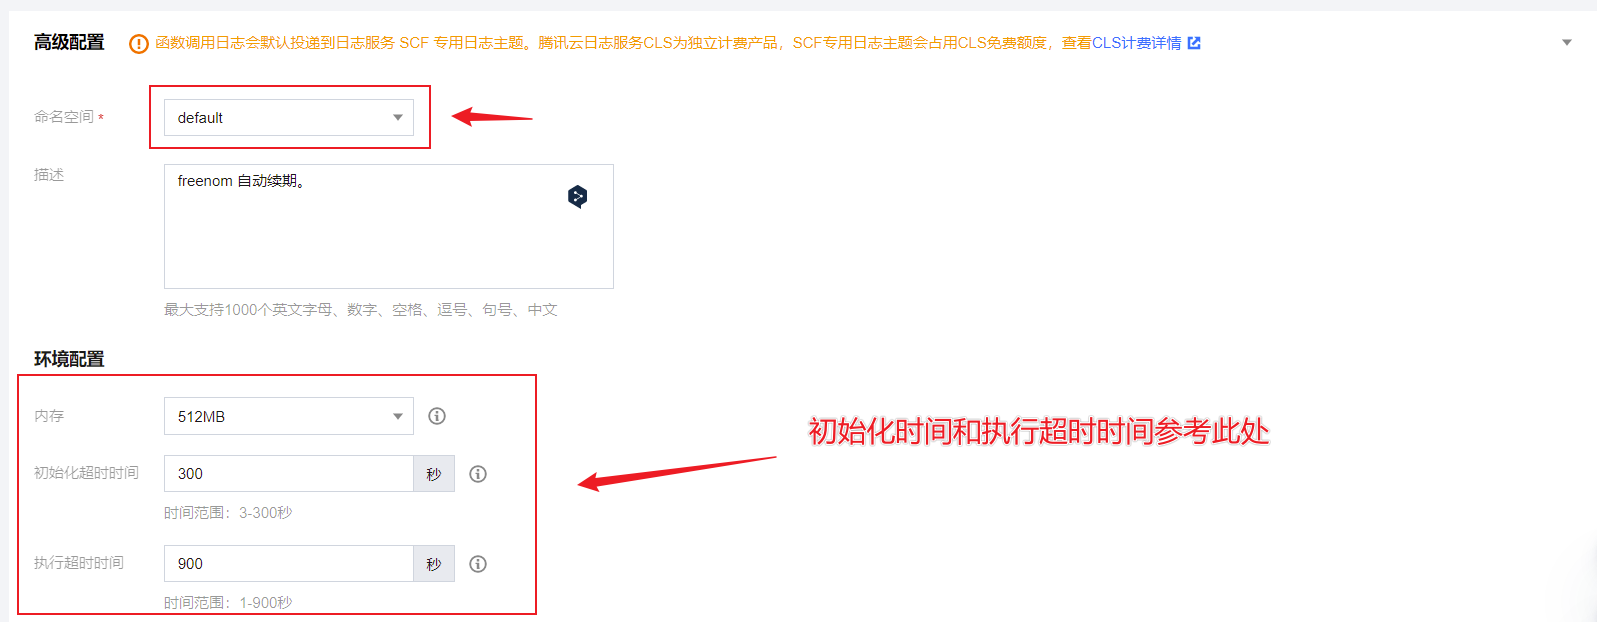 高级配置
函数调用日志会默认投递到日志服务 SCF 专用日志主题。腾讯云日志服务CLS为独立计费产品，SCF专用日志主题会占用CLS免费额度，查看CLS计费详情
命名空间 *
default
描述
freenom 自动续期。
最大支持1000个英文字母、数字、空格、逗号、句号、中文
环境配置
内存
512MB
初始化时间和执行超时时间参考此处
初始化超时时间
300
秒
时间范围：3-300秒
执行超时时间
900
秒
时间范围：1-900秒